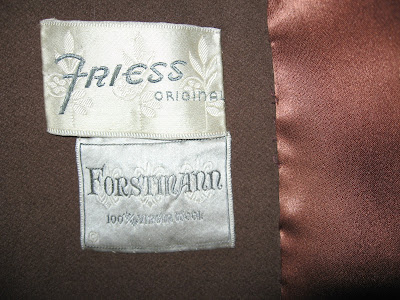 FRIESS
ORIGINAL
FORSTMANN
100% VIRGIN WOOL